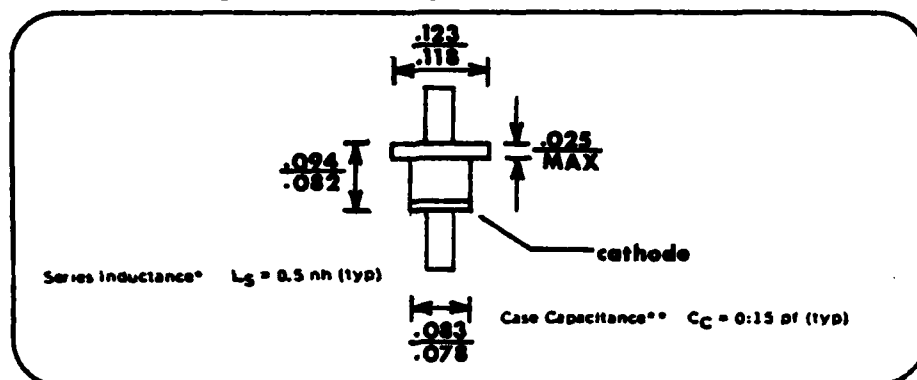 .123
.118
.025
MAX
.094
.082
cathode
Series Inductance* LS = 0.5 nh (typ)
Case Capacitance** CC = 0.15 pf (typ)
.083
.078